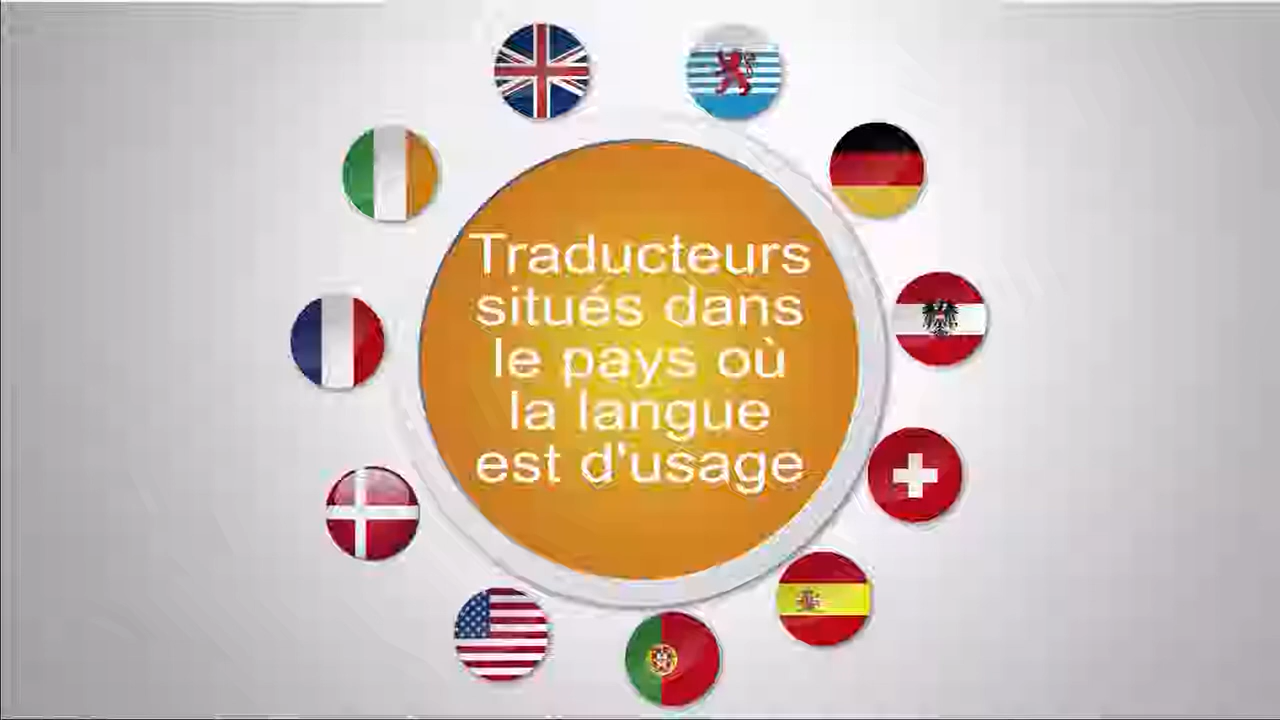 Traducteurs
situés dans
le pays où
la langue
est d'usage